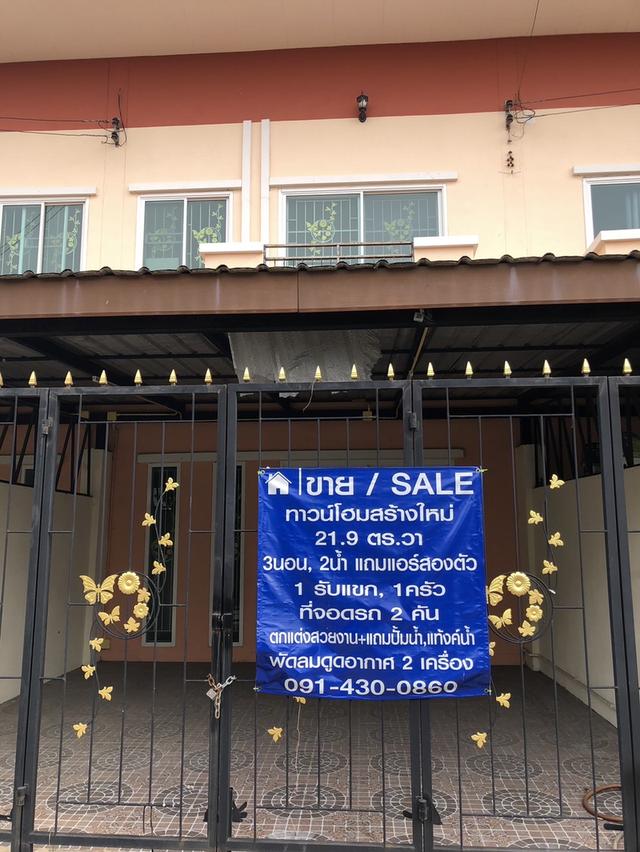 ขาย / SALE
ทาวน์โฮมสร้างใหม่
21.9 ตร.วา
3นอน, 2น้ำ แถมแอร์สองตัว
1 รับแขก, 1ครัว
ที่จอดรถ 2 คัน
ตกแต่งสวยงาน+แถมปั้มน้ำ,แท้งค์น้ำ
พัดลมดูดอากาศ 2 เครื่อง
091-430-0860